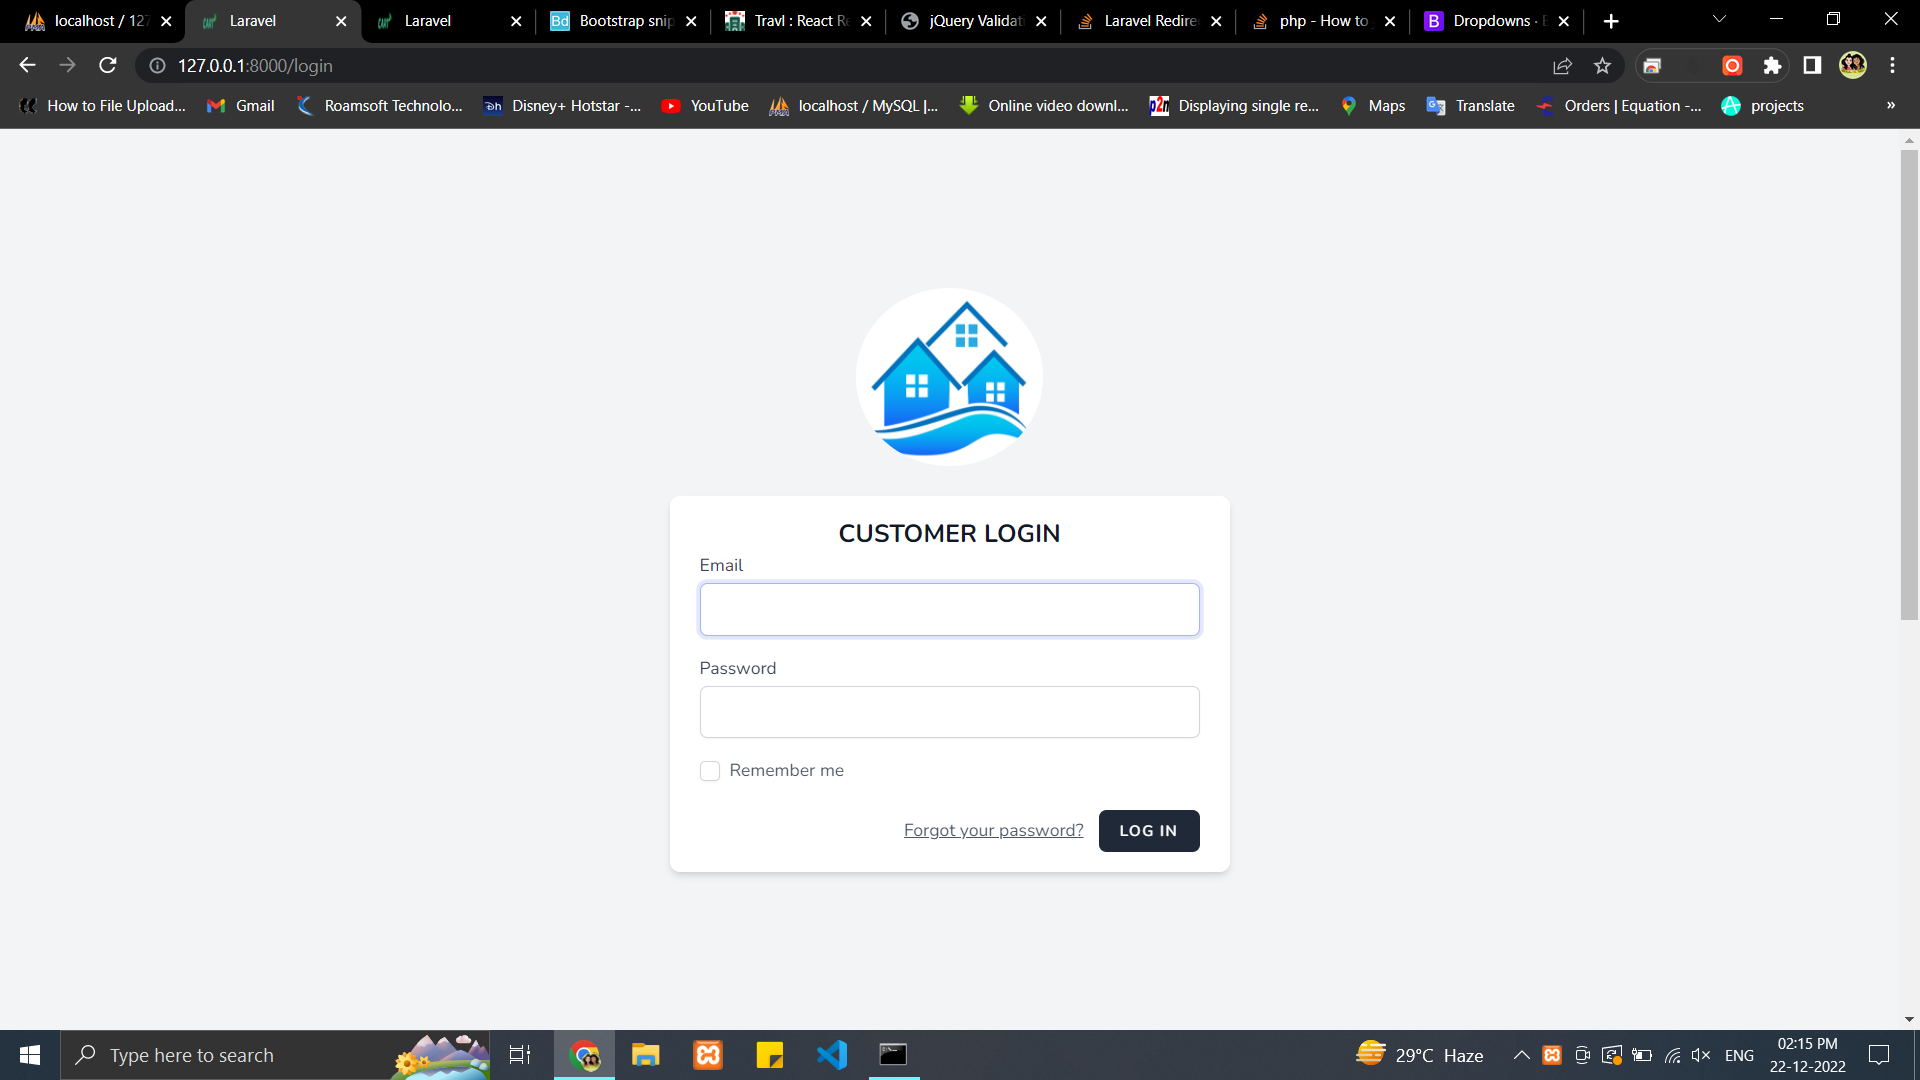 localhost / 127
Laravel
Laravel
Bd Bootstrap snip
Travl : React Re
jQuery Validati
Laravel Redire
php - How to
B Dropdowns · B
127.0.0.1:8000/login
How to File Upload...
Gmail
Roamsoft Technolo...
Disney+ Hotstar -...
YouTube
localhost / MySQL |...
Online video downl...
Displaying single re...
Maps
Translate
Orders | Equation -...
projects
»
CUSTOMER LOGIN
Email
Password
Remember me
Forgot your password?
LOG IN
Type here to search
29°C Haze
ENG
02:15 PM
22-12-2022